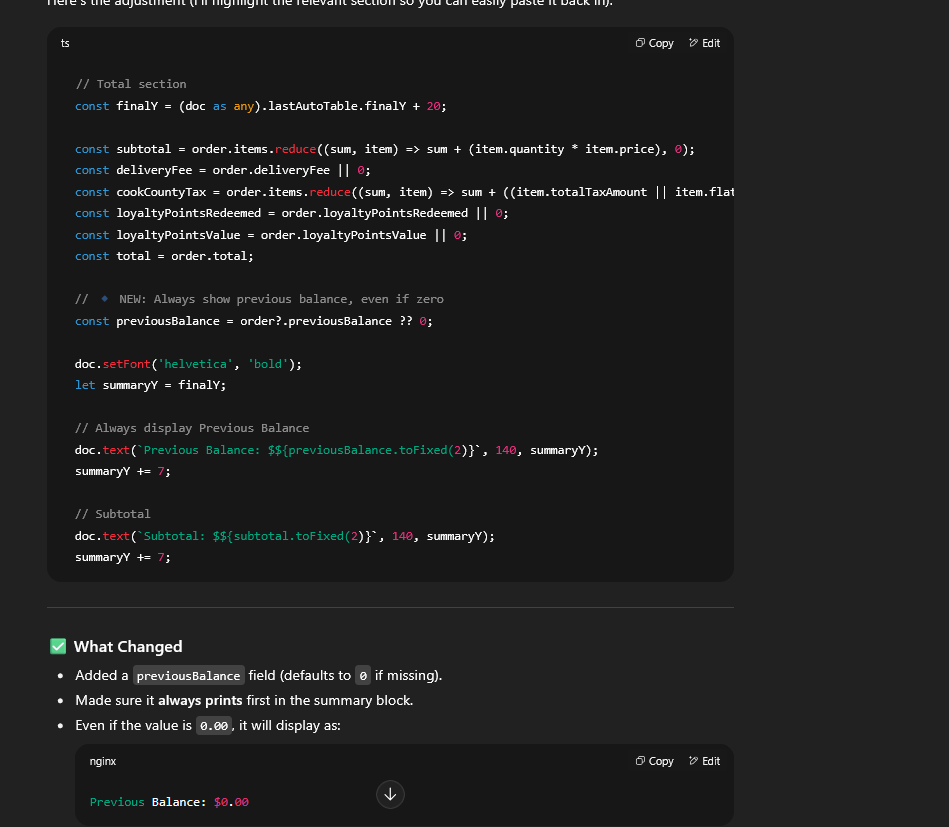 Here's the adjustment (I'll highlight the relevant section so you can easily paste it back in):
ts
Copy Edit
// Total section
const finalY = (doc as any).lastAutoTable.finalY + 20;
const subtotal = order.items.reduce((sum, item) => sum + (item.quantity * item.price), 0);
const deliveryFee = order.deliveryFee || 0;
const cookCountyTax = order.items.reduce((sum, item) => sum + ((item.totalTaxAmount || item.flat
const loyaltyPointsRedeemed = order.loyaltyPointsRedeemed || 0;
const loyaltyPointsValue = order.loyaltyPointsValue || 0;
const total = order.total;
// 🔹 NEW: Always show previous balance, even if zero
const previousBalance = order?.previousBalance ?? 0;
doc.setFont('helvetica', 'bold');
let summaryY = finalY;
// Always display Previous Balance
doc.text(`Previous Balance: $${previousBalance.toFixed(2)}`, 140, summaryY);
summaryY += 7;
// Subtotal
doc.text(`Subtotal: $${subtotal.toFixed(2)}`, 140, summaryY);
summaryY += 7;
✅ What Changed
• Added a previousBalance field (defaults to 0 if missing).
• Made sure it always prints first in the summary block.
• Even if the value is 0.00, it will display as:
nginx
Copy Edit
Previous Balance: $0.00